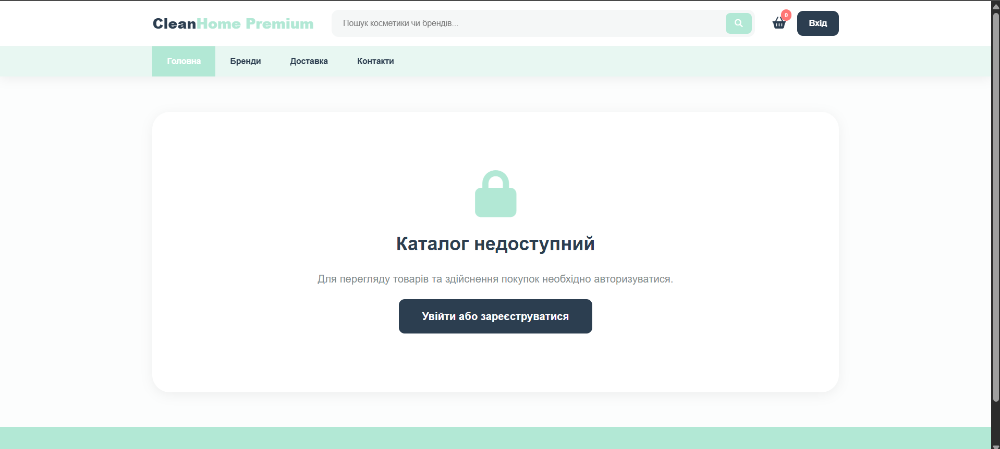 CleanHome Premium
Пошук косметики чи брендів...
0
Вхід
Головна
Бренди
Доставка
Контакти
Каталог недоступний
Для перегляду товарів та здійснення покупок необхідно авторизуватися.
Увійти або зареєструватися